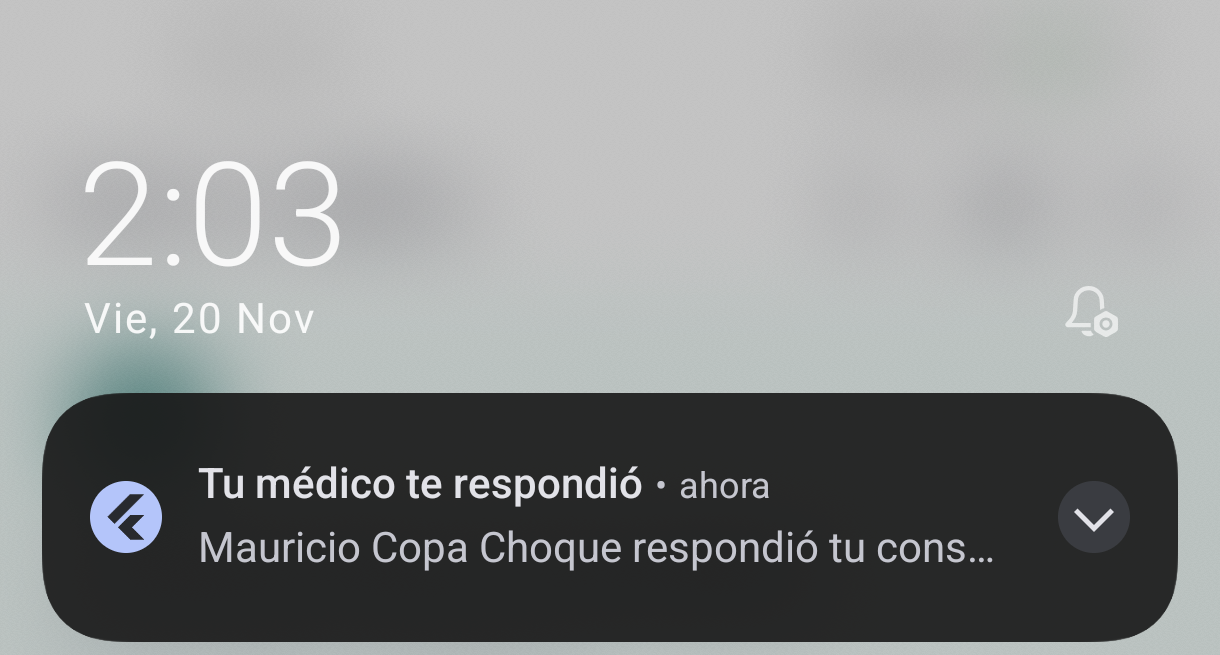 2:03
Vie, 20 Nov
Tu médico te respondió • ahora
Mauricio Copa Choque respondió tu cons…